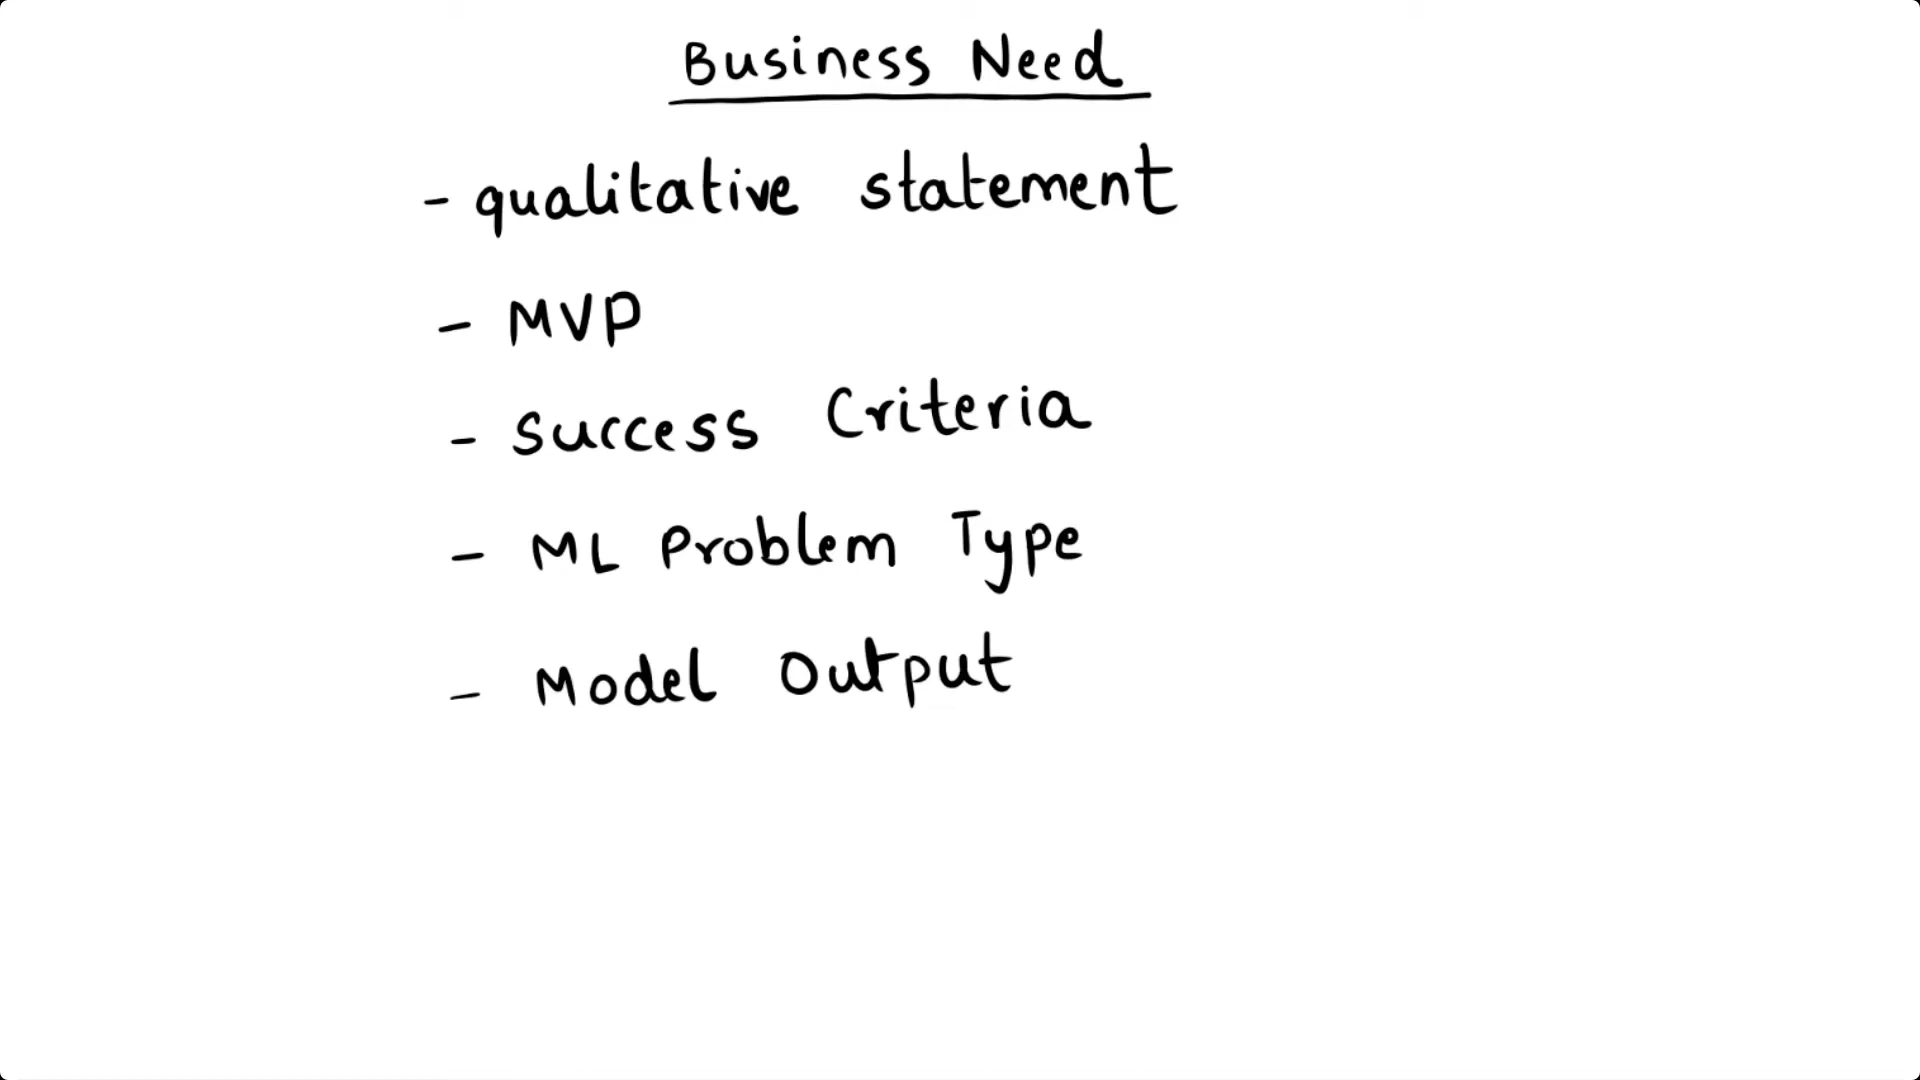 Business Need
- qualitative statement
- MVP
- Success Criteria
- ML Problem Type
- Model Output